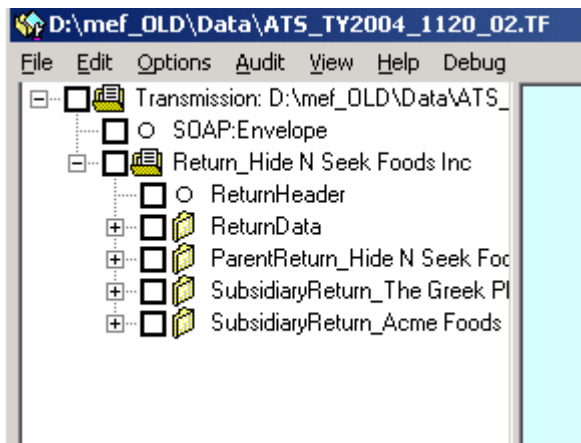 D:\mef_OLD\Data\ATS_TY2004_1120_02.TF
File Edit Options Audit View Help Debug
Transmission: D:\mef_OLD\Data\ATS_
SOAP:Envelope
Return_Hide N Seek Foods Inc
ReturnHeader
ReturnData
ParentReturn_Hide N Seek Foo
SubsidiaryReturn_The Greek Pl
SubsidiaryReturn_Acme Foods